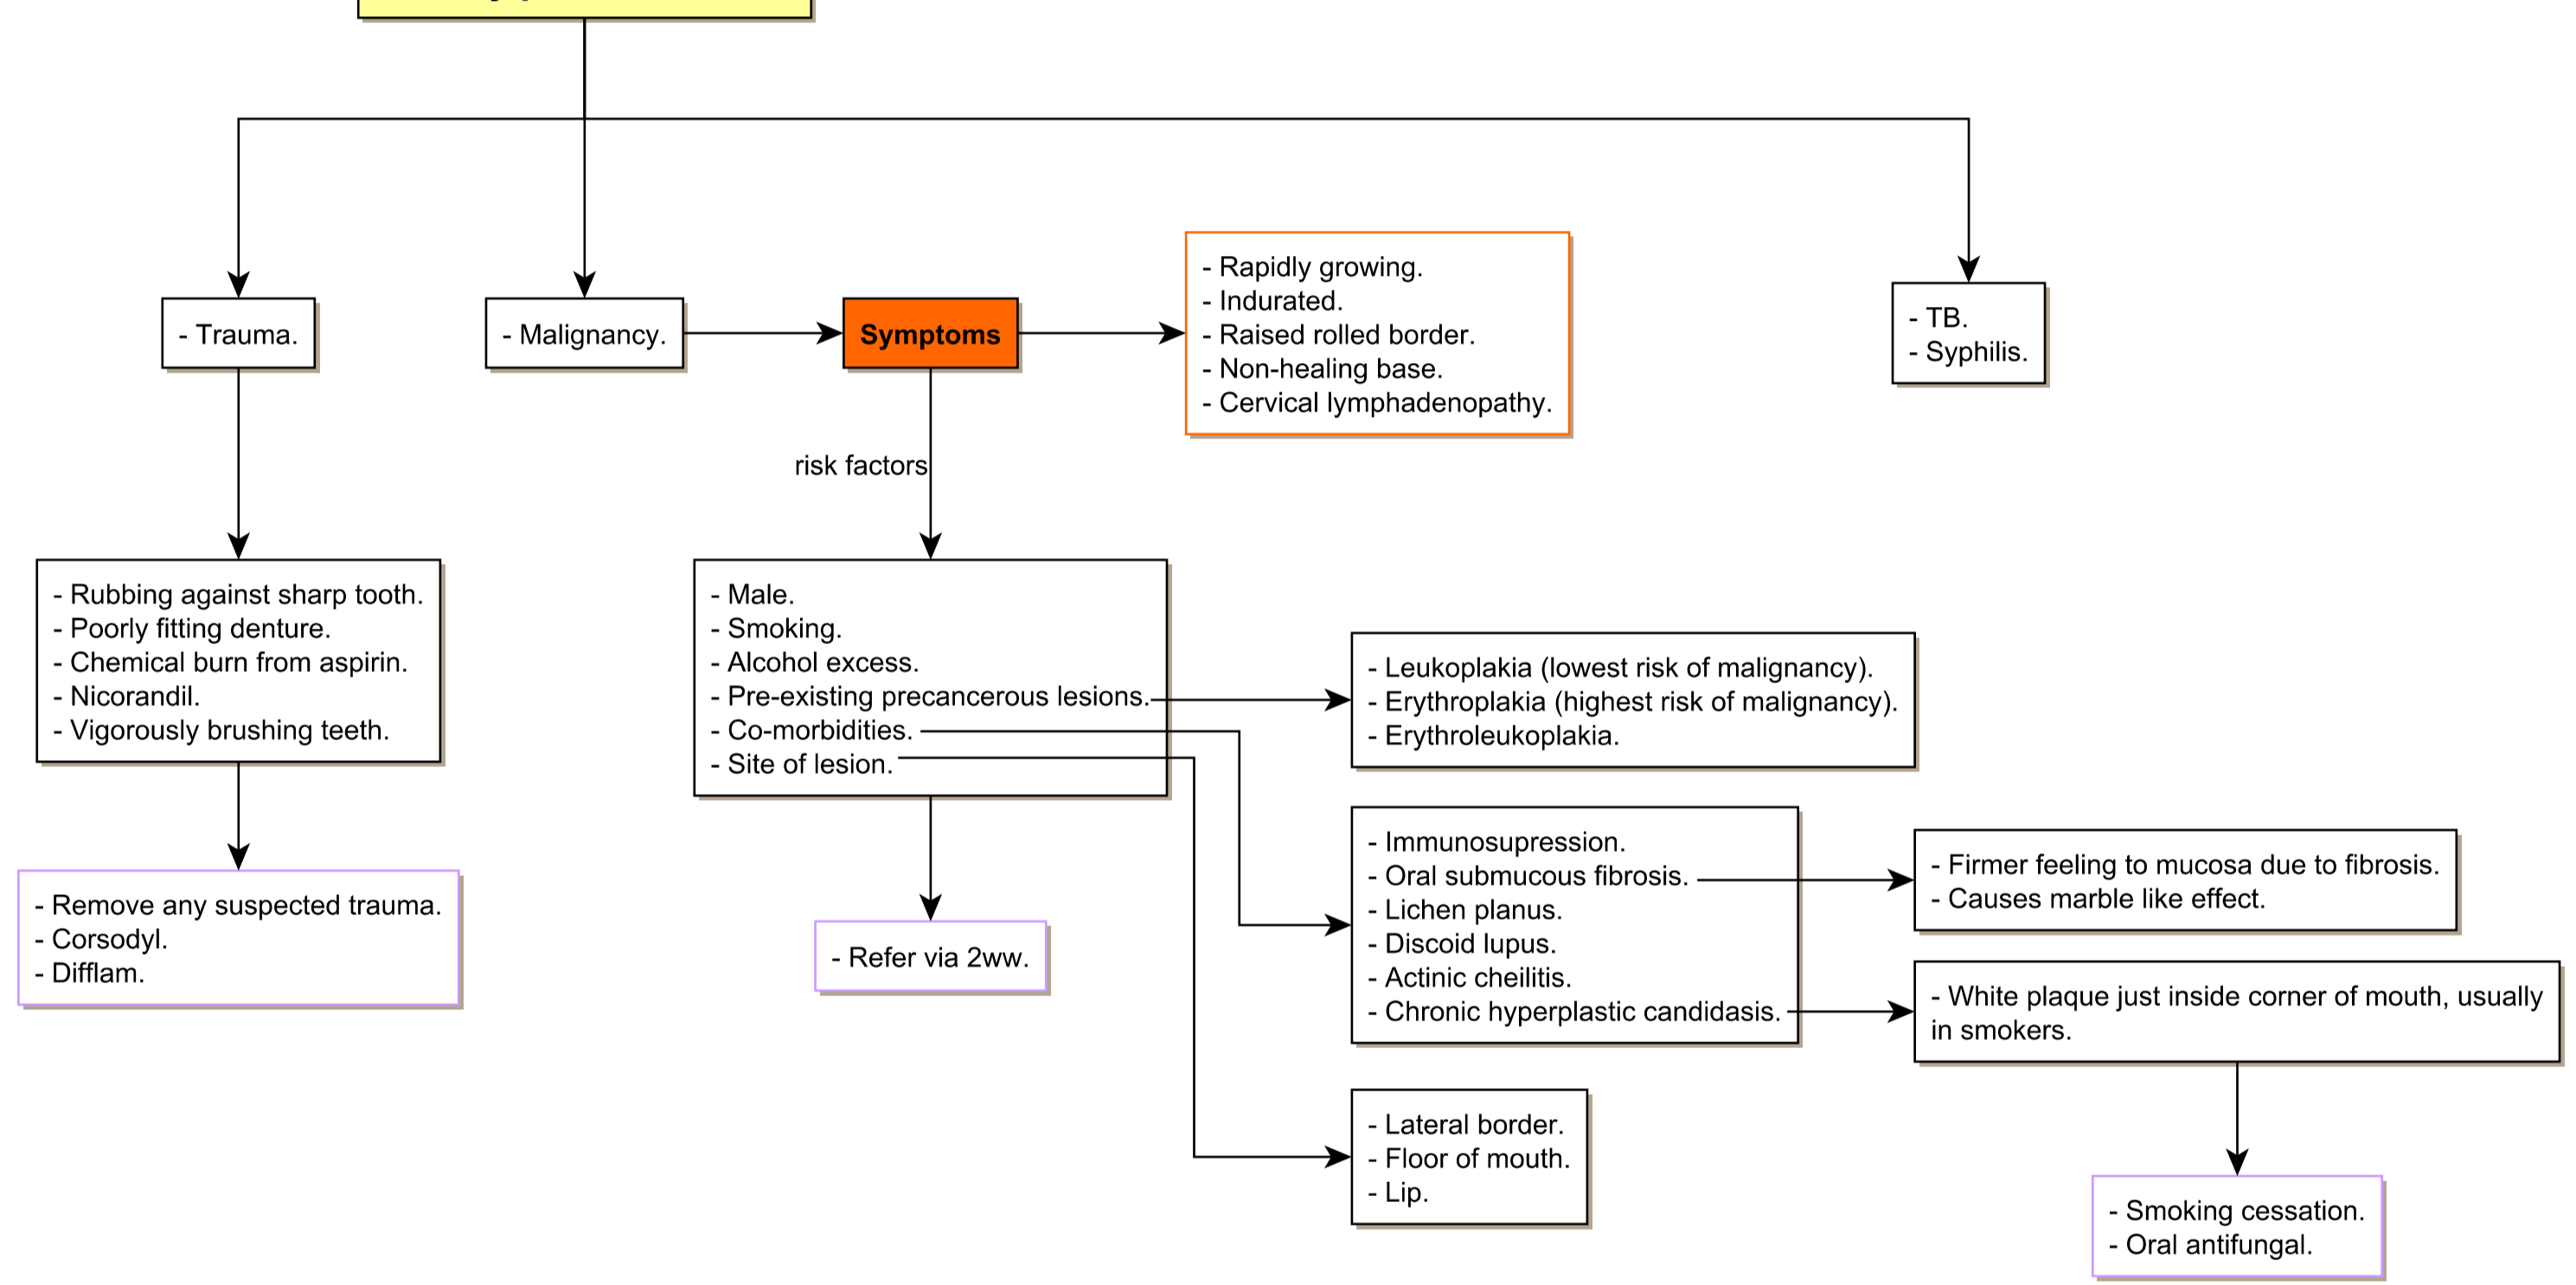 - Trauma.
- Malignancy.
Symptoms
- Rapidly growing.
- Indurated.
- Raised rolled border.
- Non-healing base.
- Cervical lymphadenopathy.
- TB.
- Syphilis.
risk factors
- Rubbing against sharp tooth.
- Poorly fitting denture.
- Chemical burn from aspirin.
- Nicorandil.
- Vigorously brushing teeth.
- Male.
- Smoking.
- Alcohol excess.
- Pre-existing precancerous lesions.
- Co-morbidities.
- Site of lesion.
- Leukoplakia (lowest risk of malignancy).
- Erythroplakia (highest risk of malignancy).
- Erythroleukoplakia.
- Remove any suspected trauma.
- Corsodyl.
- Difflam.
- Refer via 2ww.
- Immunosupression.
- Oral submucous fibrosis.
- Lichen planus.
- Discoid lupus.
- Actinic cheilitis.
- Chronic hyperplastic candidasis.
- Firmer feeling to mucosa due to fibrosis.
- Causes marble like effect.
- White plaque just inside corner of mouth, usually
in smokers.
- Lateral border.
- Floor of mouth.
- Lip.
- Smoking cessation.
- Oral antifungal.